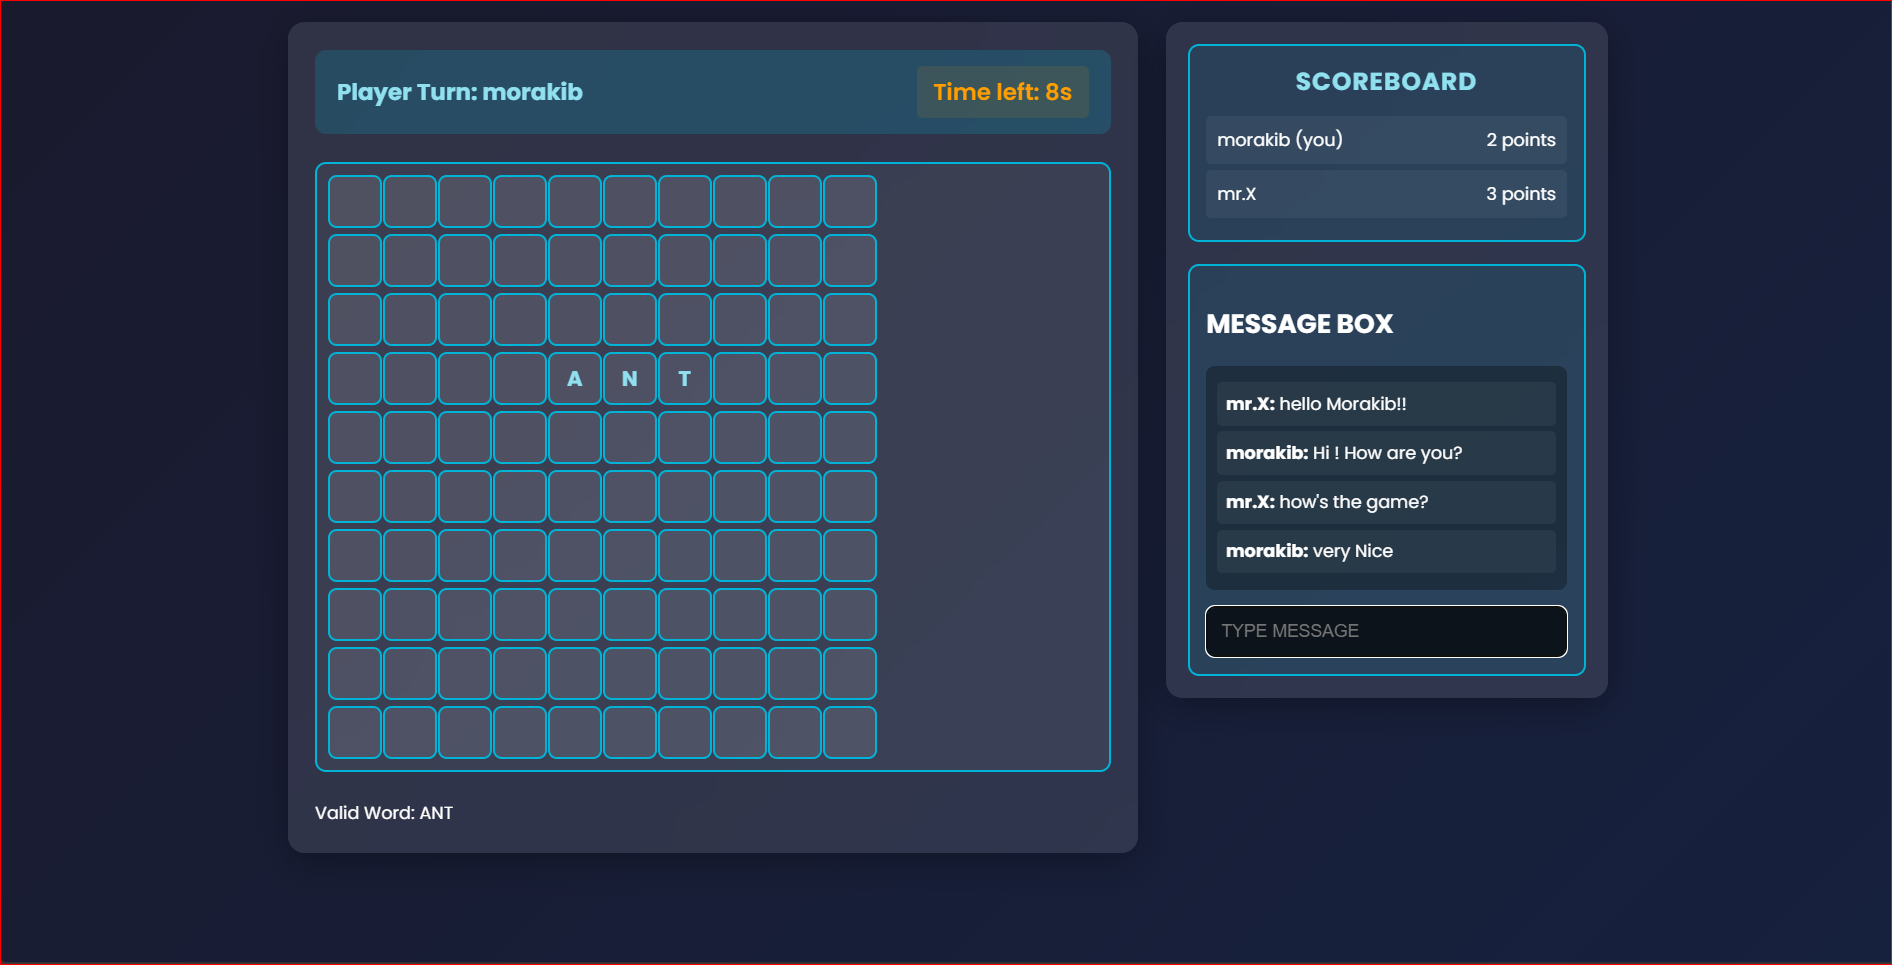 Player Turn: morakib
Time left: 8s
A N T
Valid Word: ANT
SCOREBOARD
morakib (you) 2 points
mr.X 3 points
MESSAGE BOX
mr.X: hello Morakib!!
morakib: Hi ! How are you?
mr.X: how's the game?
morakib: very Nice
TYPE MESSAGE